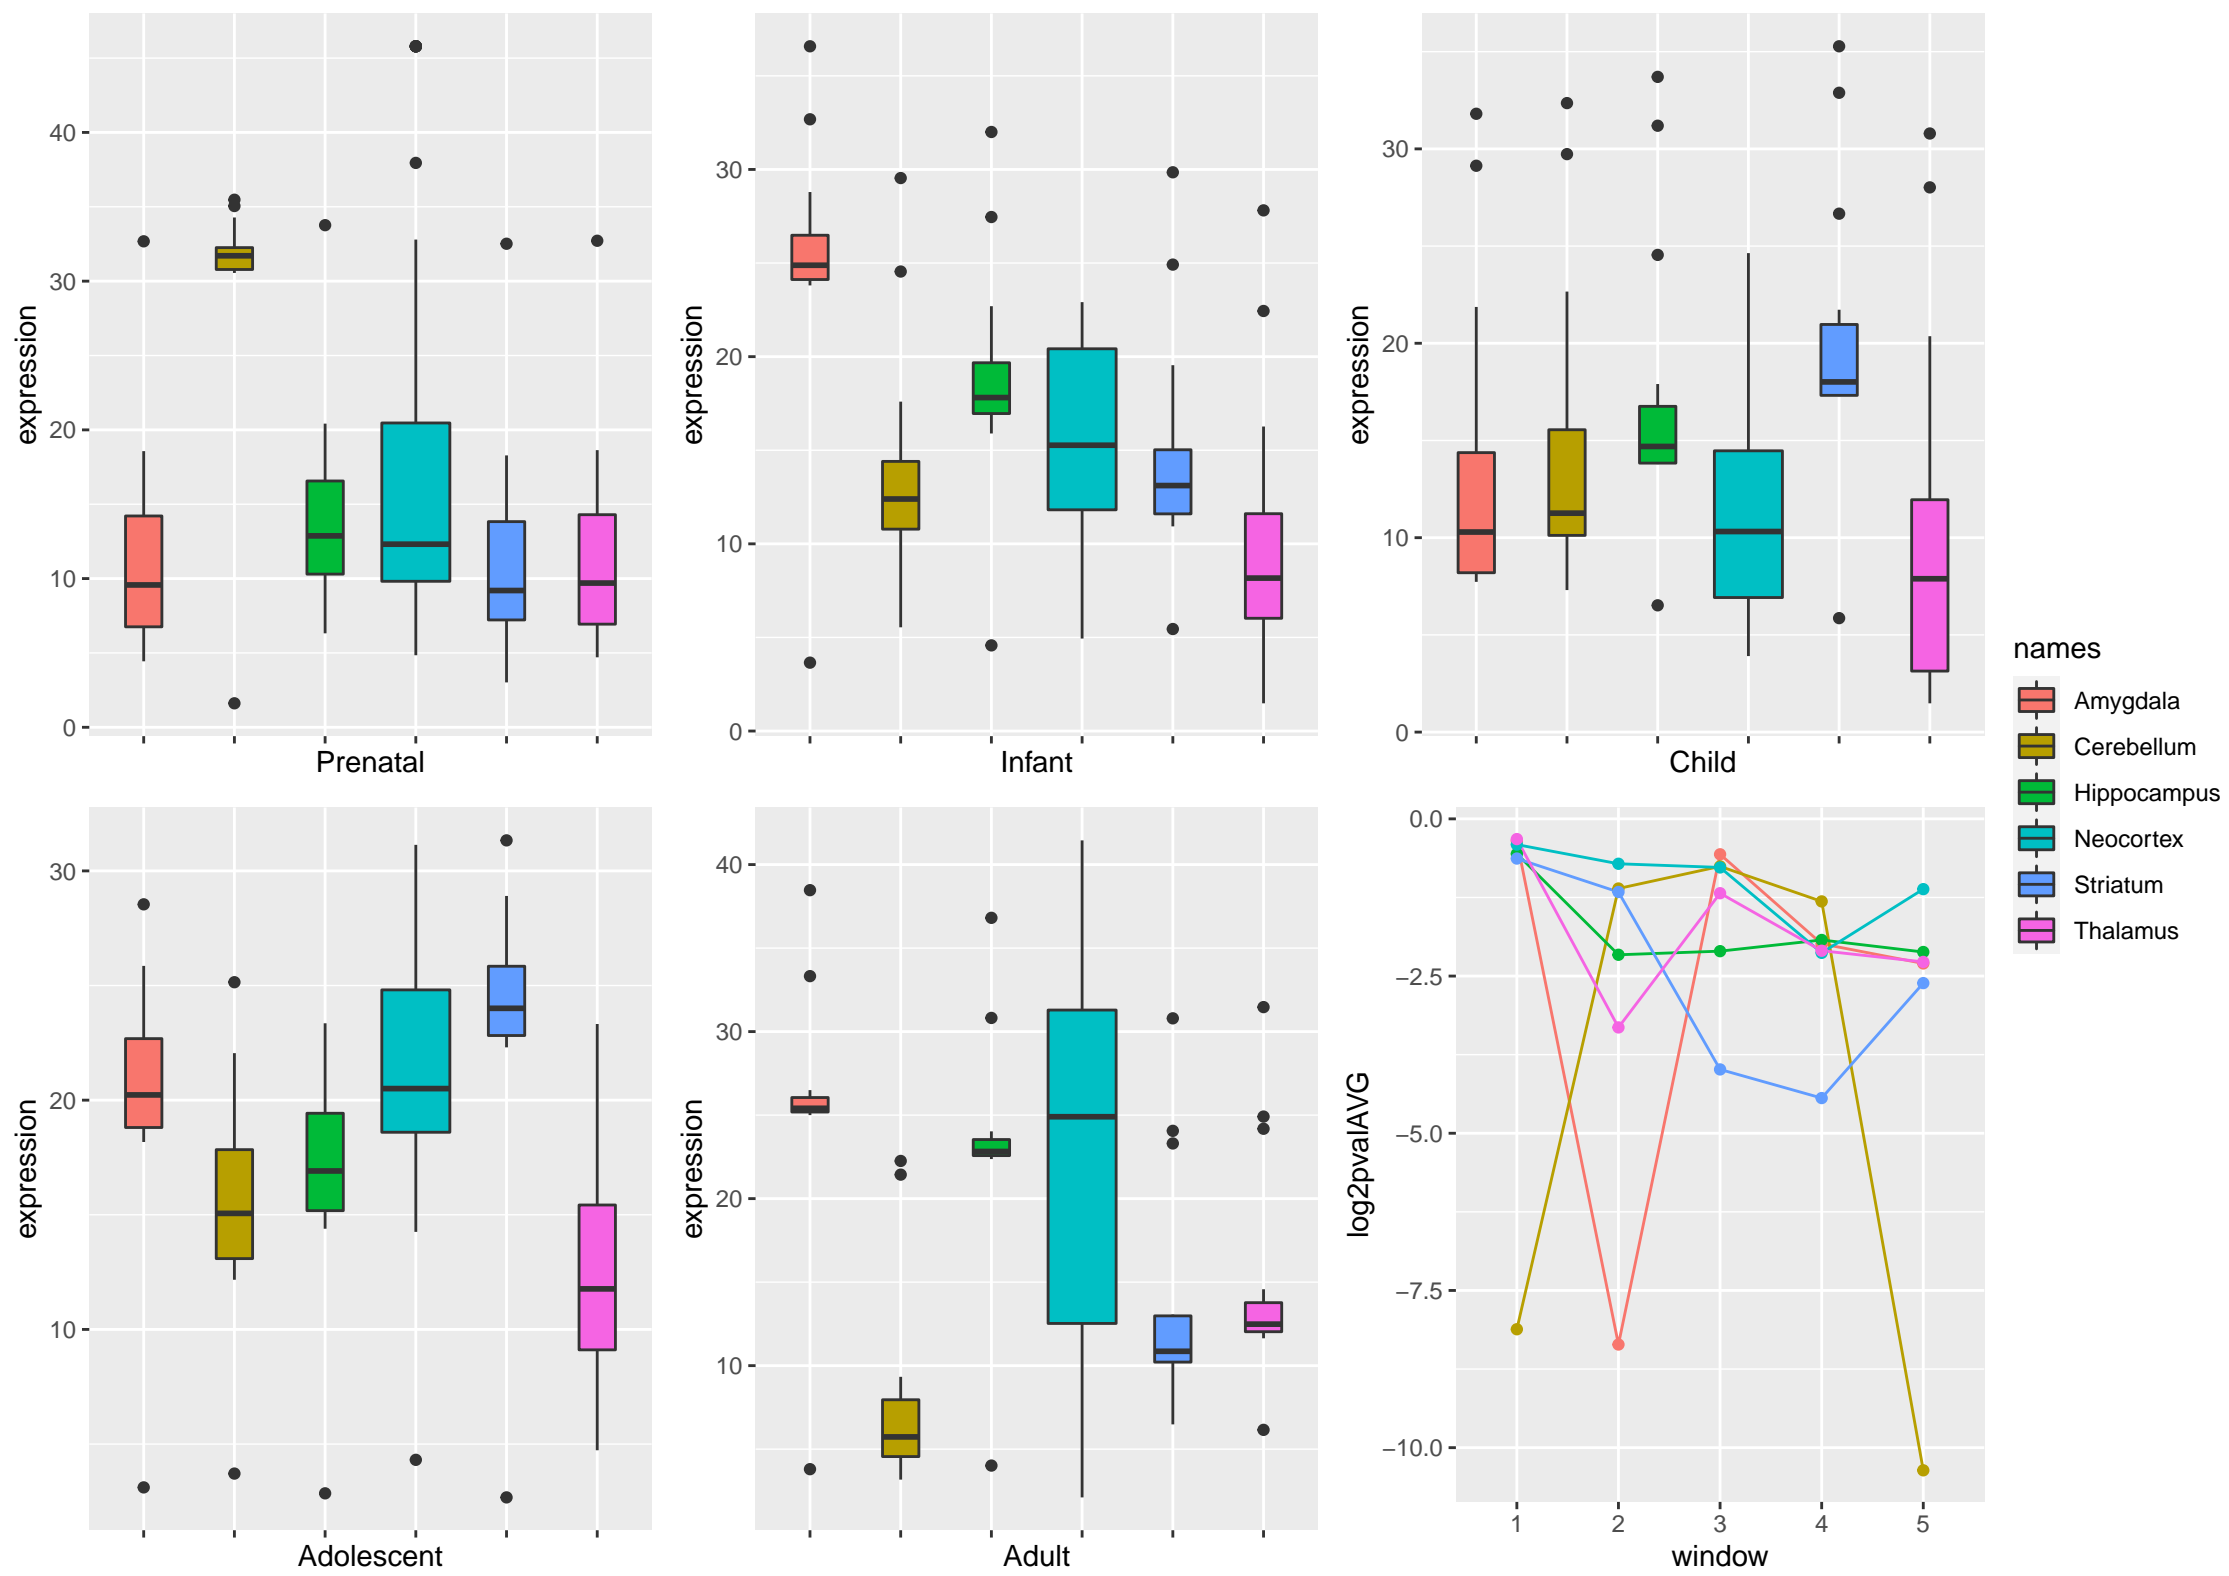 expression
40
30
20
10
0
Prenatal
expression
30
20
10
0
Infant
expression
30
20
10
0
Child
names
Amygdala
Cerebellum
Hippocampus
Neocortex
Striatum
Thalamus
expression
30
20
10
Adolescent
expression
40
30
20
10
Adult
log2pvalAVG
0.0
−2.5
−5.0
−7.5
−10.0
1 2 3 4 5
window